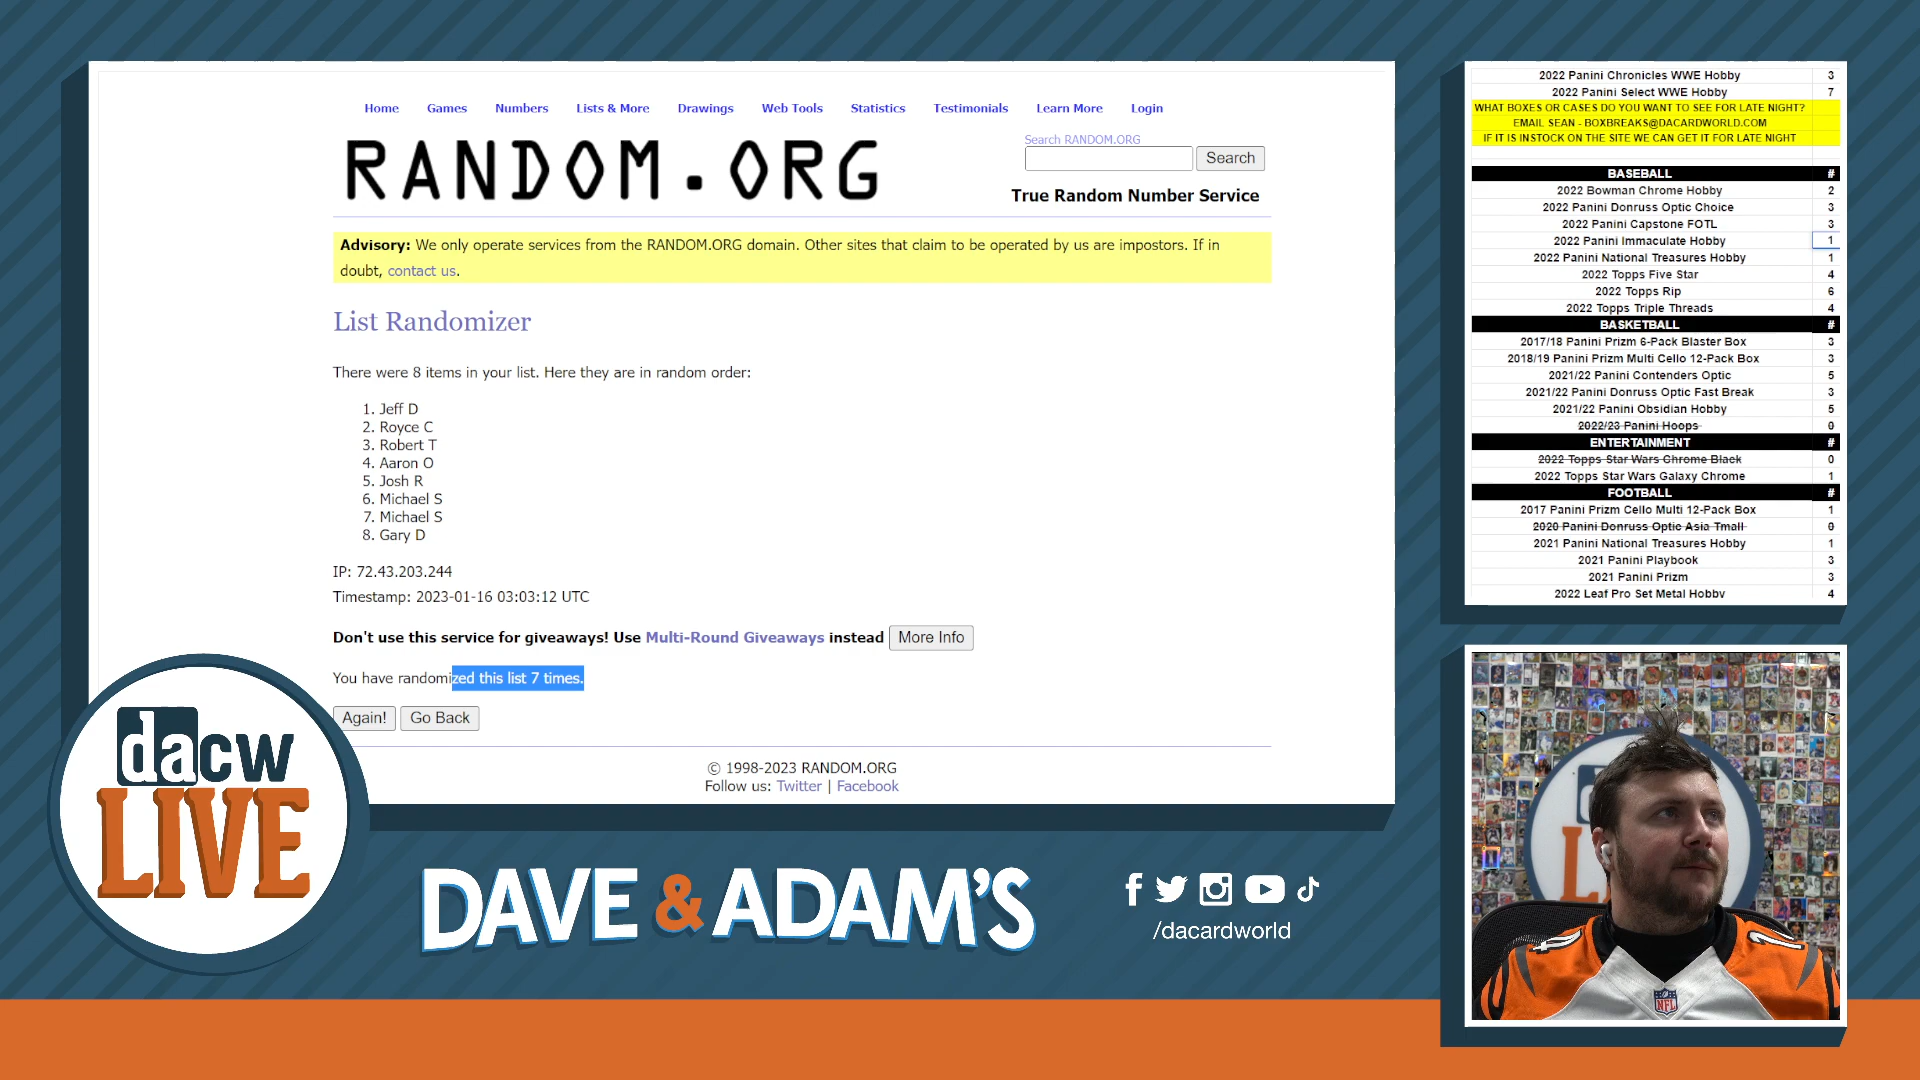 Home Games Numbers Lists & More Drawings Web Tools Statistics Testimonials Learn More Login
RANDOM.ORG
Search RANDOM.ORG
Search
True Random Number Service
Advisory: We only operate services from the RANDOM.ORG domain. Other sites that claim to be operated by us are impostors. If in
doubt, contact us.
List Randomizer
There were 8 items in your list. Here they are in random order:
1. Jeff D
2. Royce C
3. Robert T
4. Aaron O
5. Josh R
6. Michael S
7. Michael S
8. Gary D
IP: 72.43.203.244
Timestamp: 2023-01-16 03:03:12 UTC
Don't use this service for giveaways! Use Multi-Round Giveaways instead More Info
You have randomized this list 7 times.
Again! Go Back
© 1998-2023 RANDOM.ORG
Follow us: Twitter | Facebook
dacw
LIVE
DAVE & ADAM'S
/dacardworld
2022 Panini Chronicles WWE Hobby 3
2022 Panini Select WWE Hobby 7
WHAT BOXES OR CASES DO YOU WANT TO SEE FOR LATE NIGHT?
EMAIL SEAN - BOXBREAKS@DACARDWORLD.COM
IF IT IS INSTOCK ON THE SITE WE CAN GET IT FOR LATE NIGHT
BASEBALL #
2022 Bowman Chrome Hobby 2
2022 Panini Donruss Optic Choice 3
2022 Panini Capstone FOTL 3
2022 Panini Immaculate Hobby 1
2022 Panini National Treasures Hobby 1
2022 Topps Five Star 4
2022 Topps Rip 6
2022 Topps Triple Threads 4
BASKETBALL #
2017/18 Panini Prizm 6-Pack Blaster Box 3
2018/19 Panini Prizm Multi Cello 12-Pack Box 3
2021/22 Panini Contenders Optic 5
2021/22 Panini Donruss Optic Fast Break 3
2021/22 Panini Obsidian Hobby 5
2022/23 Panini Hoops 0
ENTERTAINMENT #
2022 Topps Star Wars Chrome Black 0
2022 Topps Star Wars Galaxy Chrome 1
FOOTBALL #
2017 Panini Prizm Cello Multi 12-Pack Box 1
2020 Panini Donruss Optic Asia Tmall 0
2021 Panini National Treasures Hobby 1
2021 Panini Playbook 3
2021 Panini Prizm 3
2022 Leaf Pro Set Metal Hobby 4
NFL